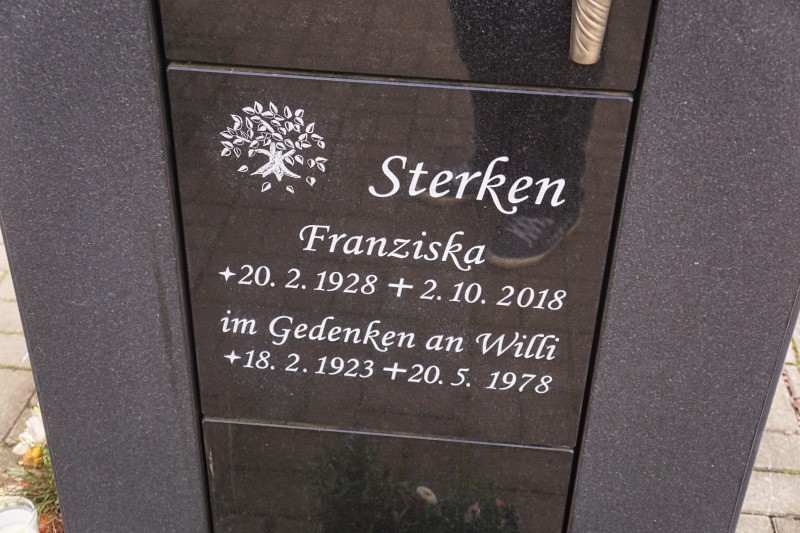 Sterken
Franziska
✦20. 2. 1928 ✝ 2. 10. 2018
im Gedenken an Willi
✦18. 2. 1923 ✝20. 5. 1978